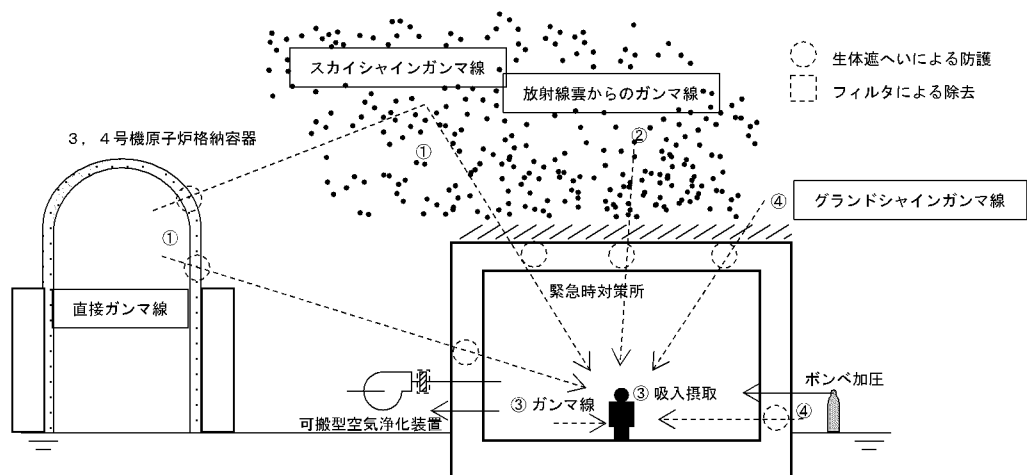 スカイシャインガンマ線
放射線雲からのガンマ線
生体遮へいによる防護
フィルタによる除去
3,4号機原子炉格納容器
①
②
④
グランドシャインガンマ線
①
直接ガンマ線
緊急時対策所
③ガンマ線
③吸入摂取
ボンベ加圧
④
可搬型空気浄化装置